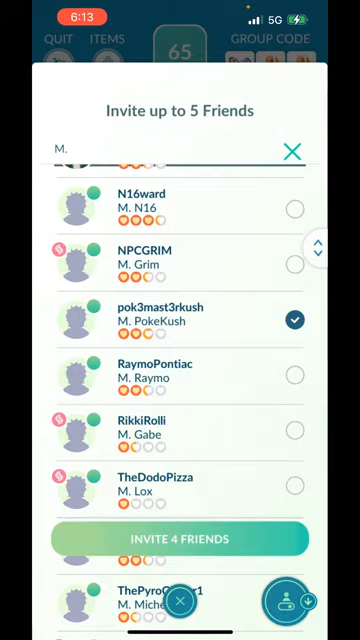 6:13
5G
QUIT
ITEMS
65
GROUP CODE
Invite up to 5 Friends
M.
N16ward
M. N16
NPCGRIM
M. Grim
pok3mast3rkush
M. PokeKush
RaymoPontiac
M. Raymo
RikkiRolli
M. Gabe
TheDodoPizza
M. Lox
INVITE 4 FRIENDS